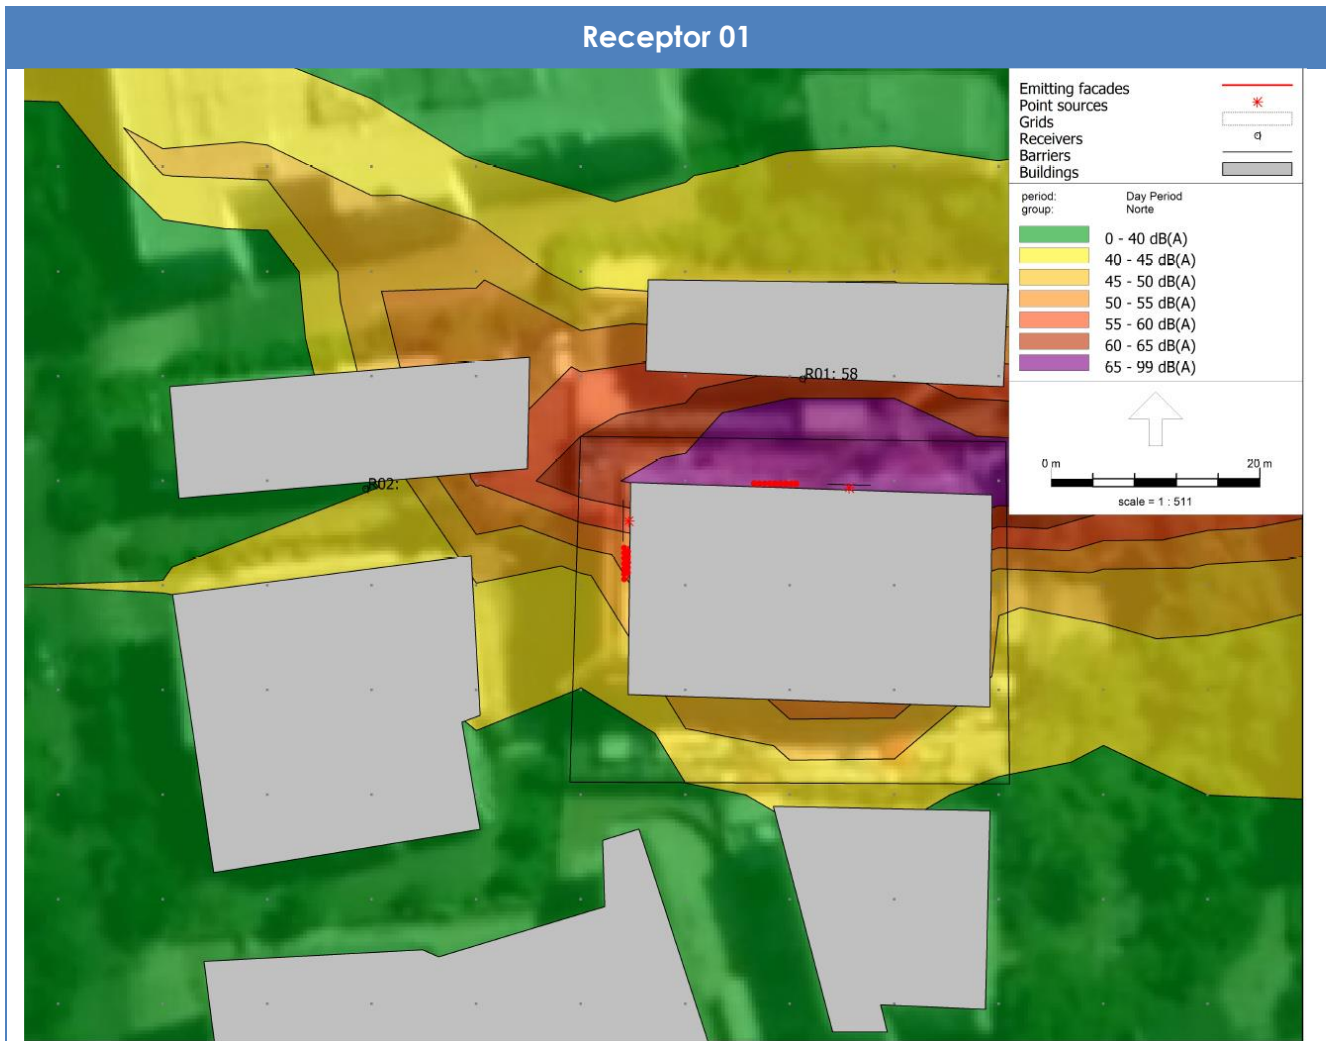 Receptor 01
Emitting facades
Point sources
Grids
Receivers
Barriers
Buildings
period: Day Period
group: Norte
0 - 40 dB(A)
40 - 45 dB(A)
45 - 50 dB(A)
50 - 55 dB(A)
55 - 60 dB(A)
60 - 65 dB(A)
65 - 99 dB(A)
0 m 20 m
scale = 1 : 511
R01: 58
R02: